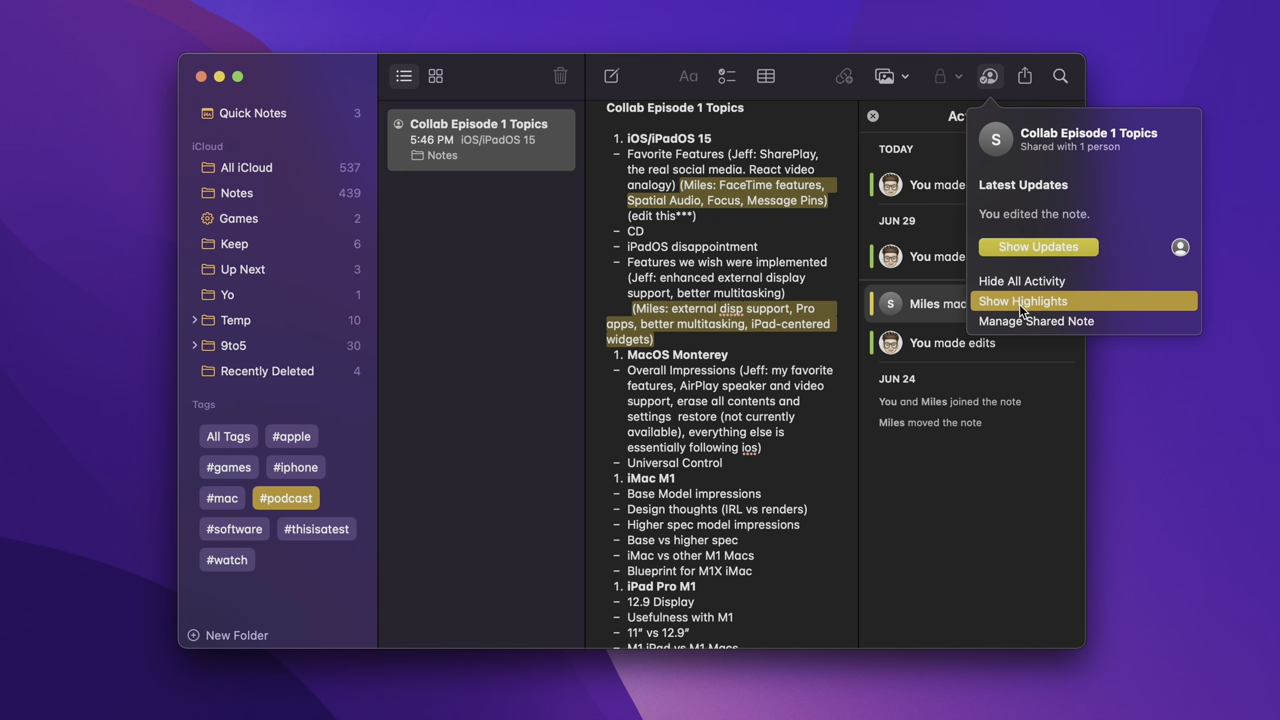 Quick Notes 3
iCloud
All iCloud 537
Notes 439
Games 2
Keep 6
Up Next 3
Yo 1
Temp 10
9to5 30
Recently Deleted 4
Tags
All Tags #apple
#games #iphone
#mac #podcast
#software #thisisatest
#watch
New Folder
Collab Episode 1 Topics
5:46 PM iOS/iPadOS 15
Notes
Aa
Collab Episode 1 Topics
1. iOS/iPadOS 15
– Favorite Features (Jeff: SharePlay,
the real social media. React video
analogy) (Miles: FaceTime features,
Spatial Audio, Focus, Message Pins)
(edit this***)
– CD
– iPadOS disappointment
– Features we wish were implemented
(Jeff: enhanced external display
support, better multitasking)
(Miles: external disp support, Pro
apps, better multitasking, iPad-centered
widgets)
1. MacOS Monterey
– Overall Impressions (Jeff: my favorite
features, AirPlay speaker and video
support, erase all contents and
settings restore (not currently
available), everything else is
essentially following ios)
– Universal Control
1. iMac M1
– Base Model impressions
– Design thoughts (IRL vs renders)
– Higher spec model impressions
– Base vs higher spec
– iMac vs other M1 Macs
– Blueprint for M1X iMac
1. iPad Pro M1
– 12.9 Display
– Usefulness with M1
– 11” vs 12.9”
– M1 iPad vs M1 Macs
Ac
TODAY
You made
JUN 29
You made
S Miles mad
You made edits
JUN 24
You and Miles joined the note
Miles moved the note
S
Collab Episode 1 Topics
Shared with 1 person
Latest Updates
You edited the note.
Show Updates
Hide All Activity
Show Highlights
Manage Shared Note